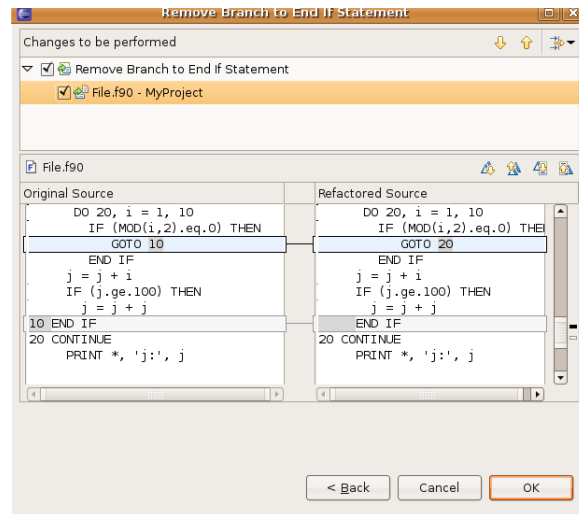 Remove Branch to End If Statement
Changes to be performed
Remove Branch to End If Statement
File.f90 - MyProject
File.f90
Original Source
DO 20, i = 1, 10
IF (MOD(i,2).eq.0) THEN
GOTO 10
END IF
j = j + i
IF (j.ge.100) THEN
j = j + j
10 END IF
20 CONTINUE
PRINT *, 'j:', j
Refactored Source
DO 20, i = 1, 10
IF (MOD(i,2).eq.0) THE
GOTO 20
END IF
j = j + i
IF (j.ge.100) THEN
j = j + j
END IF
20 CONTINUE
PRINT *, 'j:', j
< Back
Cancel
OK